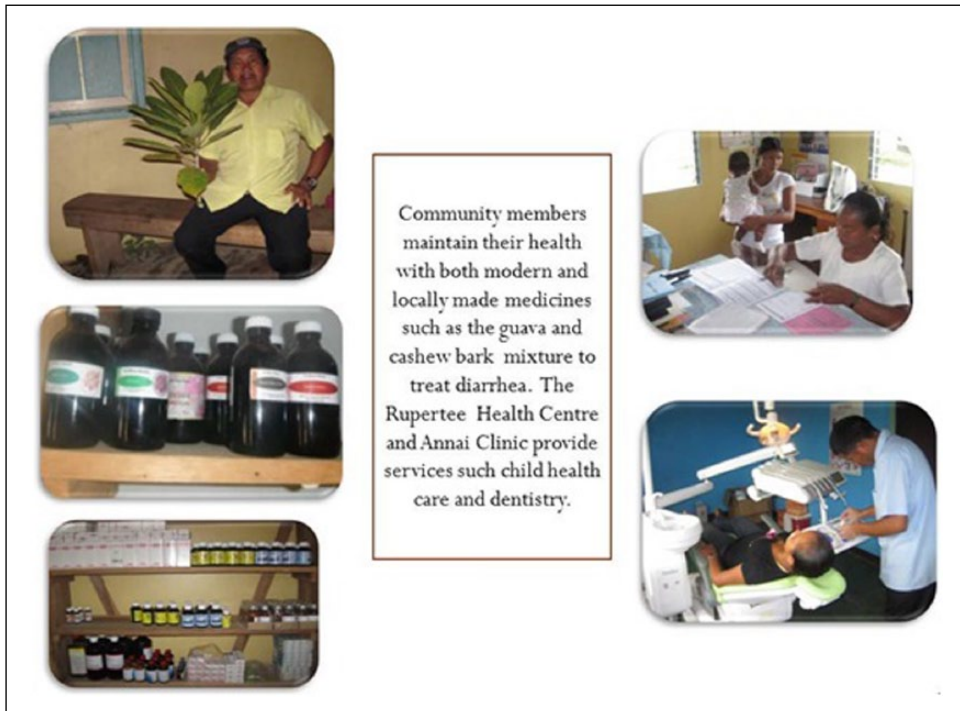 Community members
maintain their health
with both modern and
locally made medicines
such as the guava and
cashew bark mixture to
treat diarrhea. The
Rupertee Health Centre
and Annai Clinic provide
services such child health
care and dentistry.